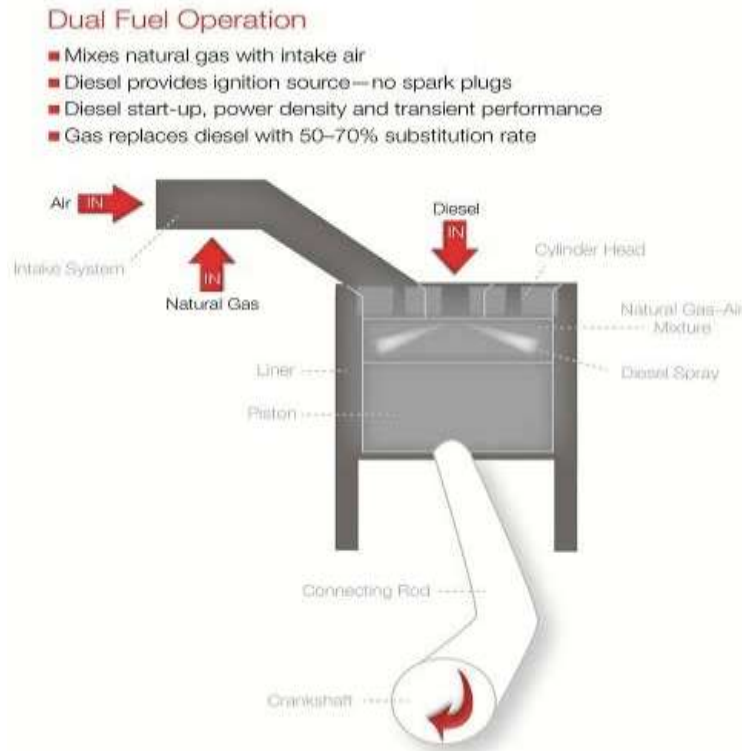 Dual Fuel Operation
Mixes natural gas with intake air
Diesel provides ignition source—no spark plugs
Diesel start-up, power density and transient performance
Gas replaces diesel with 50–70% substitution rate
Air IN
Diesel
IN
Cylinder Head
Intake System
IN
Natural Gas
Natural Gas–Air
Mixture
Liner
Diesel Spray
Piston
Connecting Rod
Crankshaft